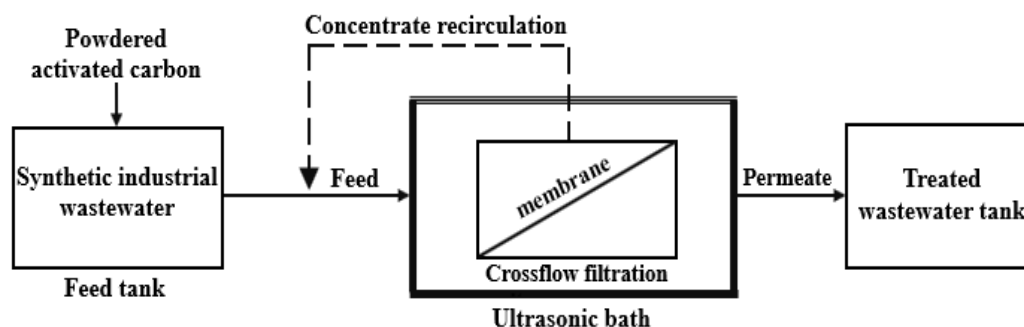 Concentrate recirculation
Powdered
activated carbon
Synthetic industrial
wastewater
Feed tank
Feed
membrane
Crossflow filtration
Ultrasonic bath
Permeate
Treated
wastewater tank